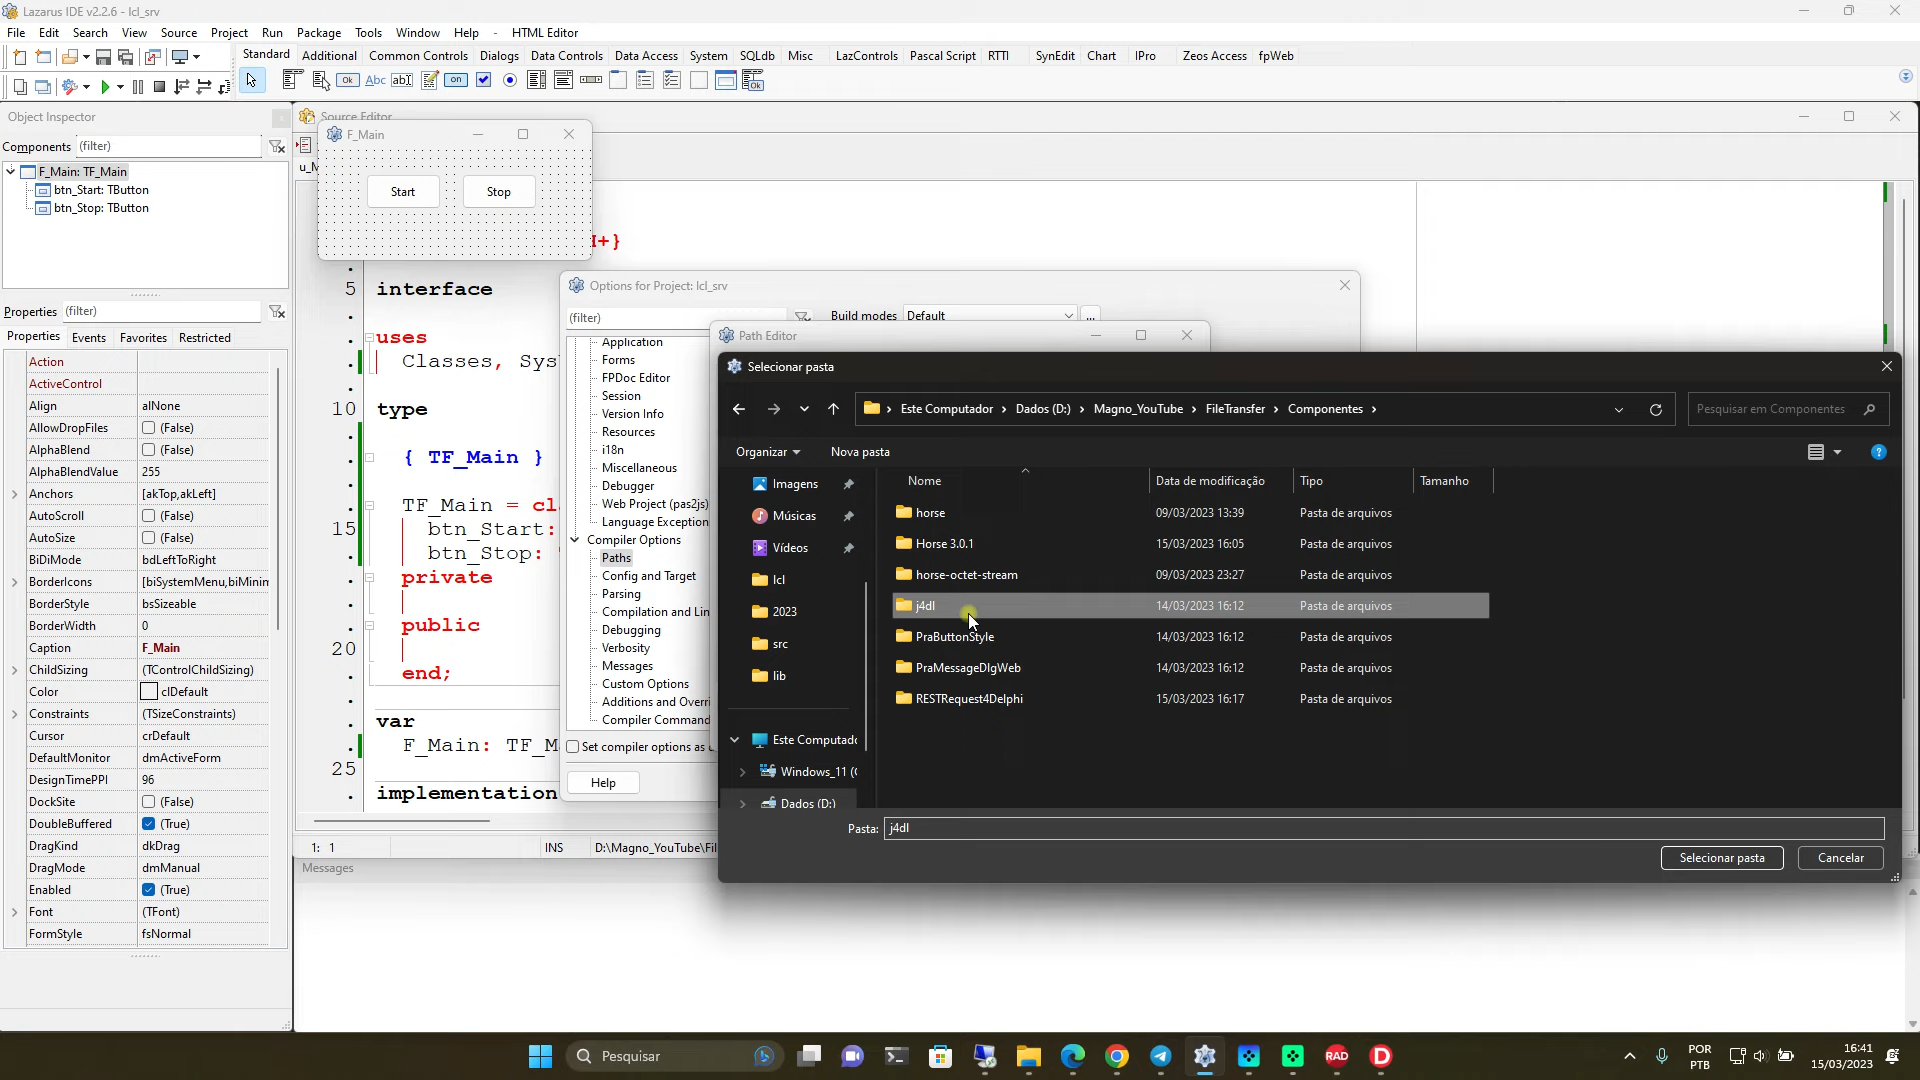 Lazarus IDE v2.2.6 - lcl_srv
File Edit Search View Source Project Run Package Tools Window Help - HTML Editor
Standard Additional Common Controls Dialogs Data Controls Data Access System SQLdb Misc LazControls Pascal Script RTTI SynEdit Chart IPro Zeos Access fpWeb
Ok Abc ab on Ok
Object Inspector
Components (filter)
F_Main: TF_Main
btn_Start: TButton
btn_Stop: TButton
Properties (filter)
Properties Events Favorites Restricted
Action
ActiveControl
Align alNone
AllowDropFiles (False)
AlphaBlend (False)
AlphaBlendValue 255
Anchors [akTop,akLeft]
AutoScroll (False)
AutoSize (False)
BiDiMode bdLeftToRight
BorderIcons [biSystemMenu,biMinim
BorderStyle bsSizeable
BorderWidth 0
Caption F_Main
ChildSizing (TControlChildSizing)
Color clDefault
Constraints (TSizeConstraints)
Cursor crDefault
DefaultMonitor dmActiveForm
DesignTimePPI 96
DockSite (False)
DoubleBuffered (True)
DragKind dkDrag
DragMode dmManual
Enabled (True)
Font (TFont)
FormStyle fsNormal
Source Editor
F_Main
Start Stop
+}
5 interface
uses
Classes, Sys
10 type
{ TF_Main }
TF_Main = cl
15 btn_Start:
btn_Stop:
private
public
20
end;
var
F_Main: TF_M
25
implementation
1: 1 INS D:\Magno_YouTube\Fil
Messages
Options for Project: lcl_srv
(filter) Build modes Default ...
Application
Forms
FPDoc Editor
Session
Version Info
Resources
i18n
Miscellaneous
Debugger
Web Project (pas2js)
Language Exception
Compiler Options
Paths
Config and Target
Parsing
Compilation and Lin
Debugging
Verbosity
Messages
Custom Options
Additions and Overri
Compiler Command
Set compiler options as
Help
Path Editor
Selecionar pasta
Este Computador Dados (D:) Magno_YouTube FileTransfer Componentes
Pesquisar em Componentes
Organizar Nova pasta
Imagens
Músicas
Vídeos
lcl
2023
src
lib
Este Computado
Windows_11 (
Dados (D:)
Nome Data de modificação Tipo Tamanho
horse 09/03/2023 13:39 Pasta de arquivos
Horse 3.0.1 15/03/2023 16:05 Pasta de arquivos
horse-octet-stream 09/03/2023 23:27 Pasta de arquivos
j4dl 14/03/2023 16:12 Pasta de arquivos
PraButtonStyle 14/03/2023 16:12 Pasta de arquivos
PraMessageDlgWeb 14/03/2023 16:12 Pasta de arquivos
RESTRequest4Delphi 15/03/2023 16:17 Pasta de arquivos
Pasta: j4dl
Selecionar pasta Cancelar
Pesquisar
RAD
D
POR
PTB
16:41
15/03/2023